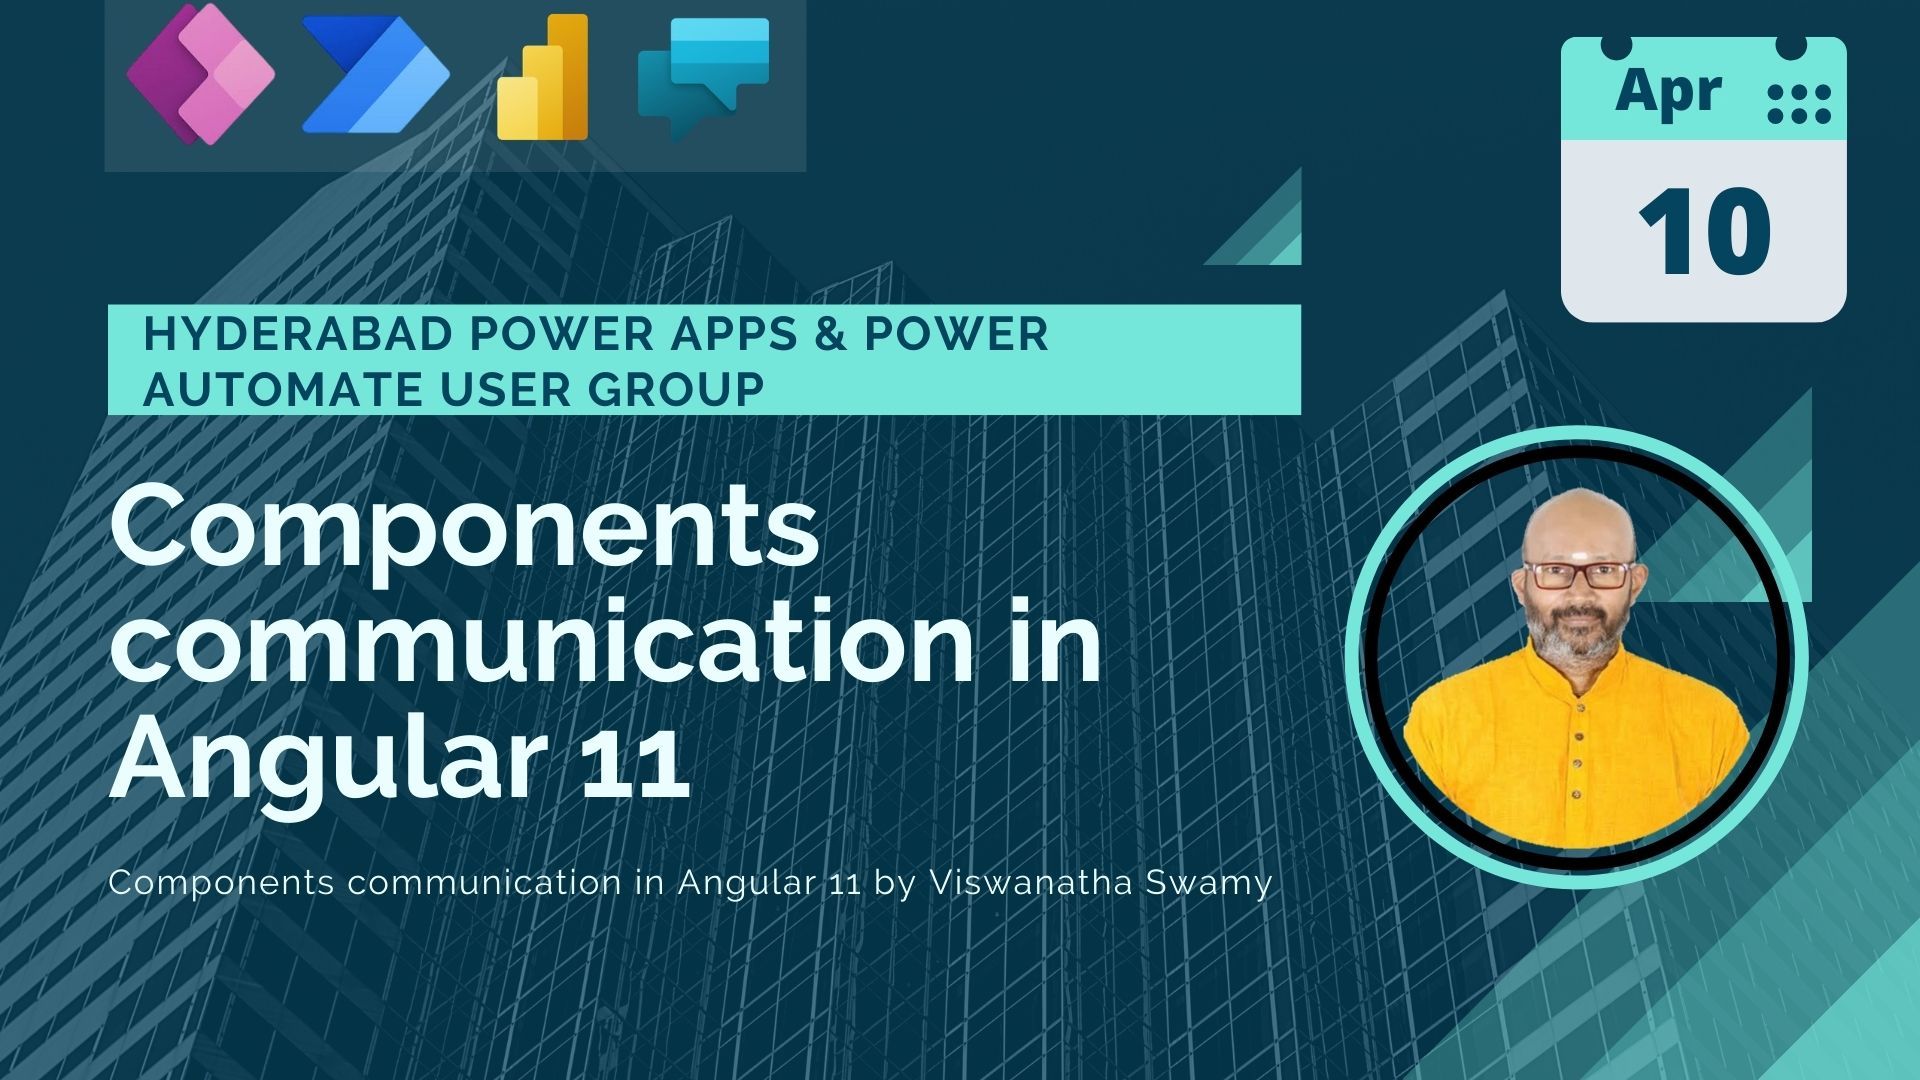 Apr
10
HYDERABAD POWER APPS & POWER
AUTOMATE USER GROUP
Components
communication in
Angular 11
Components communication in Angular 11 by Viswanatha Swamy